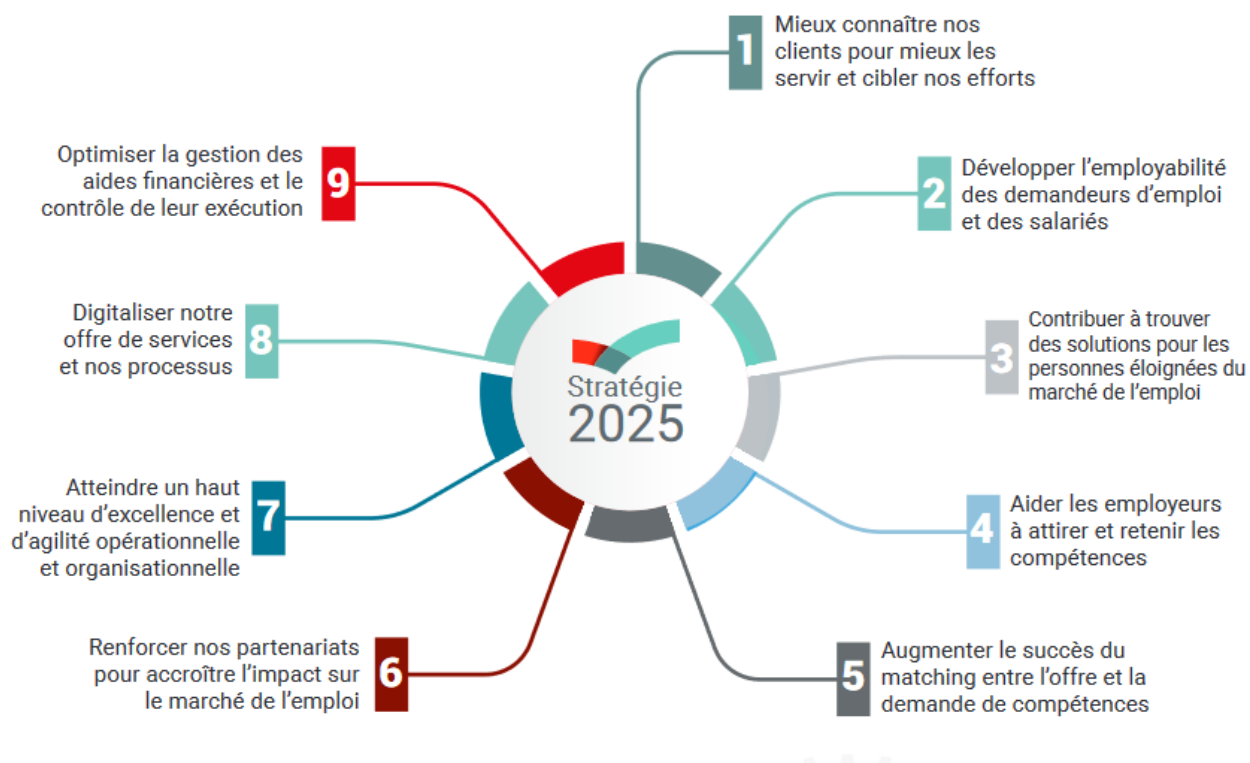 1
Mieux connaître nos
clients pour mieux les
servir et cibler nos efforts
2
Développer l'employabilité
des demandeurs d'emploi
et des salariés
3
Contribuer à trouver
des solutions pour les
personnes éloignées du
marché de l'emploi
4
Aider les employeurs
à attirer et retenir les
compétences
5
Augmenter le succès du
matching entre l'offre et la
demande de compétences
6
Renforcer nos partenariats
pour accroître l'impact sur
le marché de l'emploi
7
Atteindre un haut
niveau d'excellence et
d'agilité opérationnelle
et organisationnelle
8
Digitaliser notre
offre de services
et nos processus
9
Optimiser la gestion des
aides financières et le
contrôle de leur exécution
Stratégie
2025